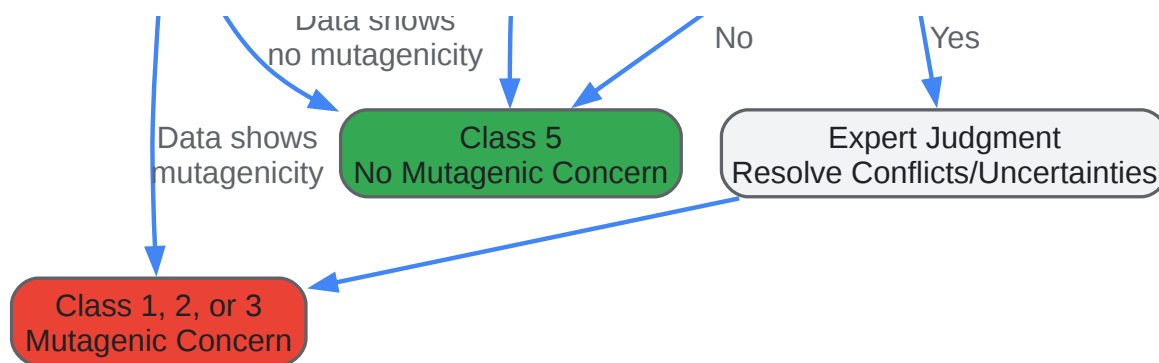 Data shows
no mutagenicity
No
Yes
Class 5
No Mutagenic Concern
Expert Judgment
Resolve Conflicts/Uncertainties
Data shows
mutagenicity
Class 1, 2, or 3
Mutagenic Concern